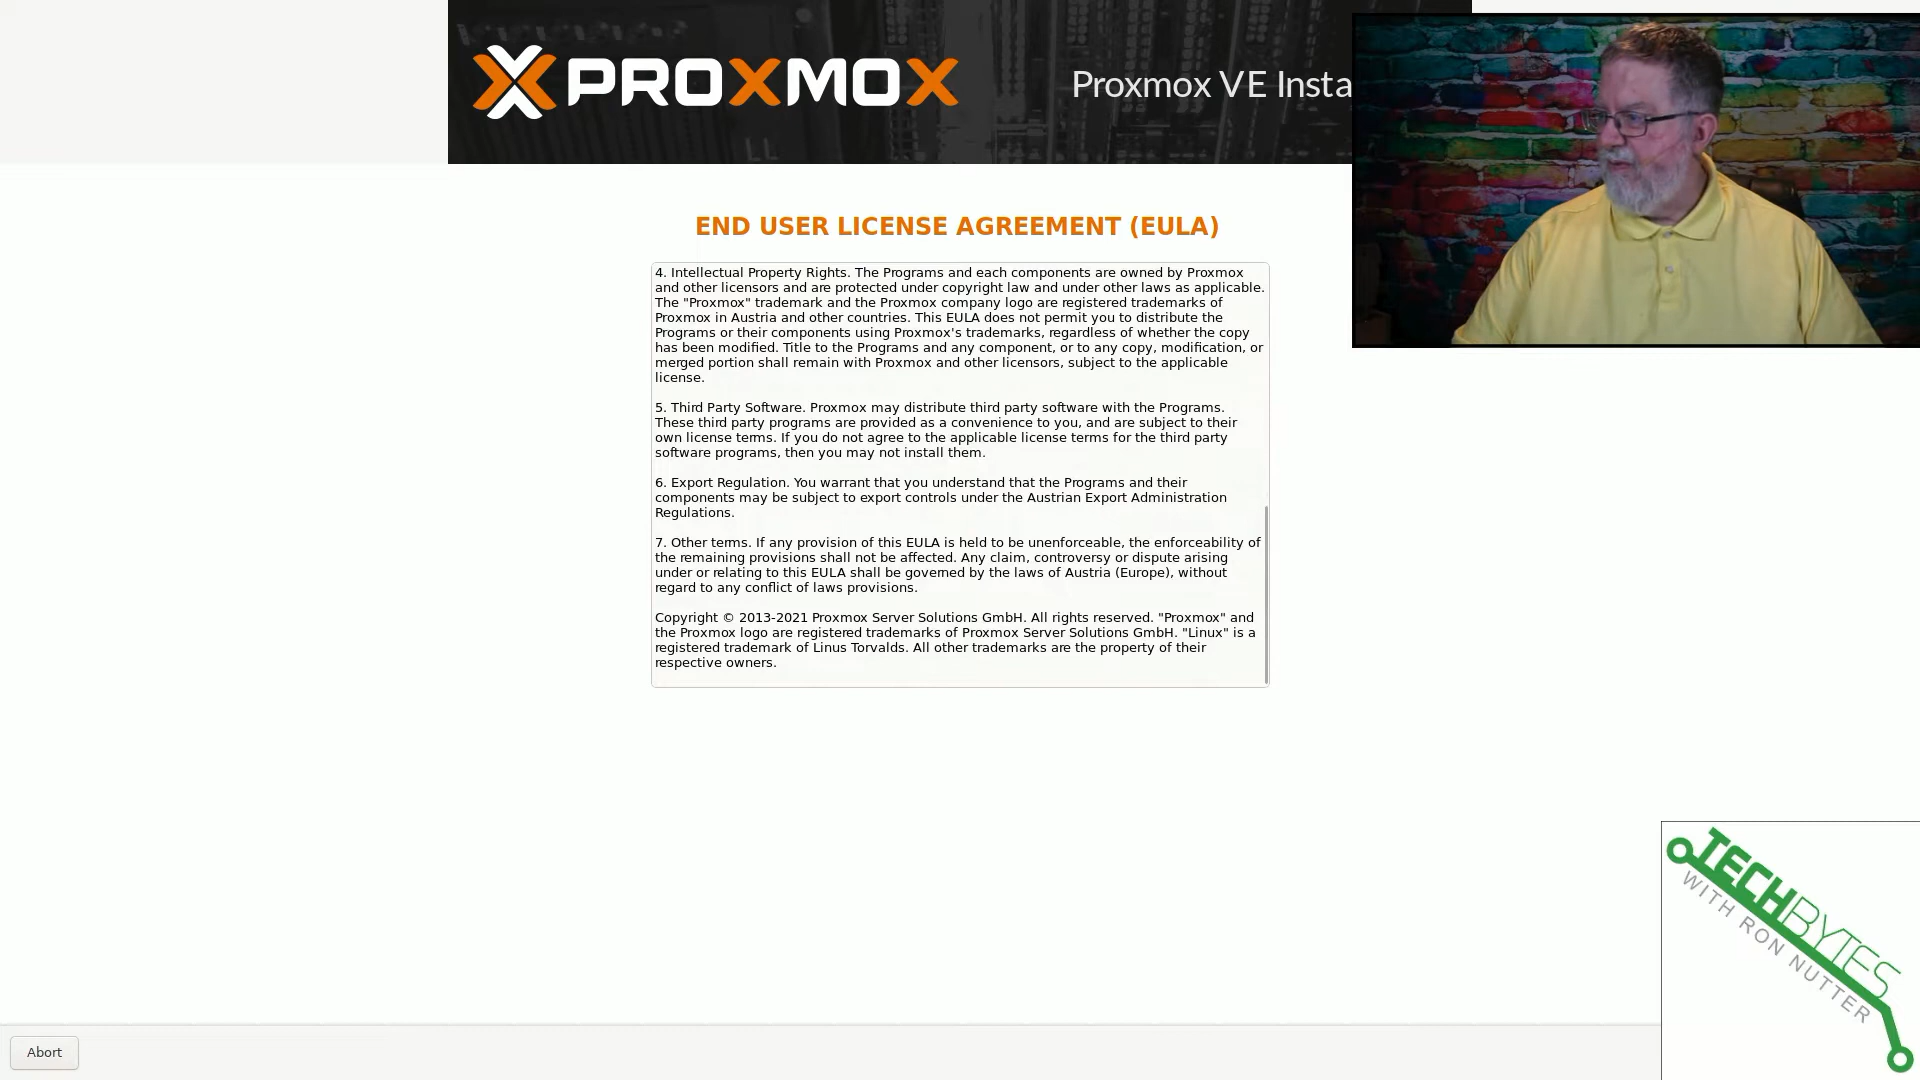 PROXMOX
Proxmox VE Insta
END USER LICENSE AGREEMENT (EULA)
4. Intellectual Property Rights. The Programs and each components are owned by Proxmox
and other licensors and are protected under copyright law and under other laws as applicable.
The "Proxmox" trademark and the Proxmox company logo are registered trademarks of
Proxmox in Austria and other countries. This EULA does not permit you to distribute the
Programs or their components using Proxmox's trademarks, regardless of whether the copy
has been modified. Title to the Programs and any component, or to any copy, modification, or
merged portion shall remain with Proxmox and other licensors, subject to the applicable
license.
5. Third Party Software. Proxmox may distribute third party software with the Programs.
These third party programs are provided as a convenience to you, and are subject to their
own license terms. If you do not agree to the applicable license terms for the third party
software programs, then you may not install them.
6. Export Regulation. You warrant that you understand that the Programs and their
components may be subject to export controls under the Austrian Export Administration
Regulations.
7. Other terms. If any provision of this EULA is held to be unenforceable, the enforceability of
the remaining provisions shall not be affected. Any claim, controversy or dispute arising
under or relating to this EULA shall be governed by the laws of Austria (Europe), without
regard to any conflict of laws provisions.
Copyright © 2013-2021 Proxmox Server Solutions GmbH. All rights reserved. "Proxmox" and
the Proxmox logo are registered trademarks of Proxmox Server Solutions GmbH. "Linux" is a
registered trademark of Linus Torvalds. All other trademarks are the property of their
respective owners.
TECHBYTES
WITH RON NUTTER
Abort